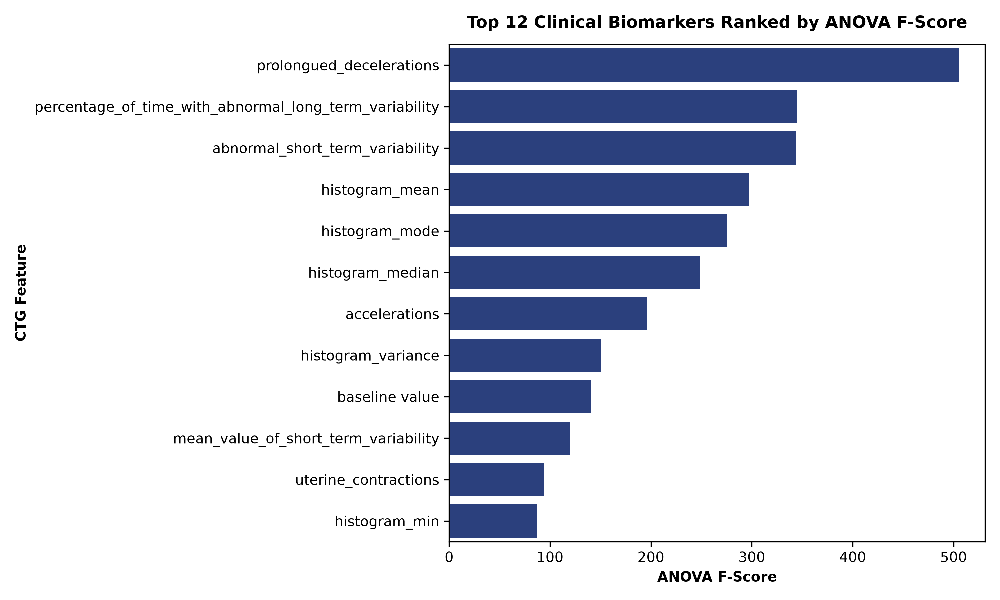 Top 12 Clinical Biomarkers Ranked by ANOVA F-Score
CTG Feature
prolongued_decelerations
percentage_of_time_with_abnormal_long_term_variability
abnormal_short_term_variability
histogram_mean
histogram_mode
histogram_median
accelerations
histogram_variance
baseline value
mean_value_of_short_term_variability
uterine_contractions
histogram_min
0 100 200 300 400 500
ANOVA F-Score